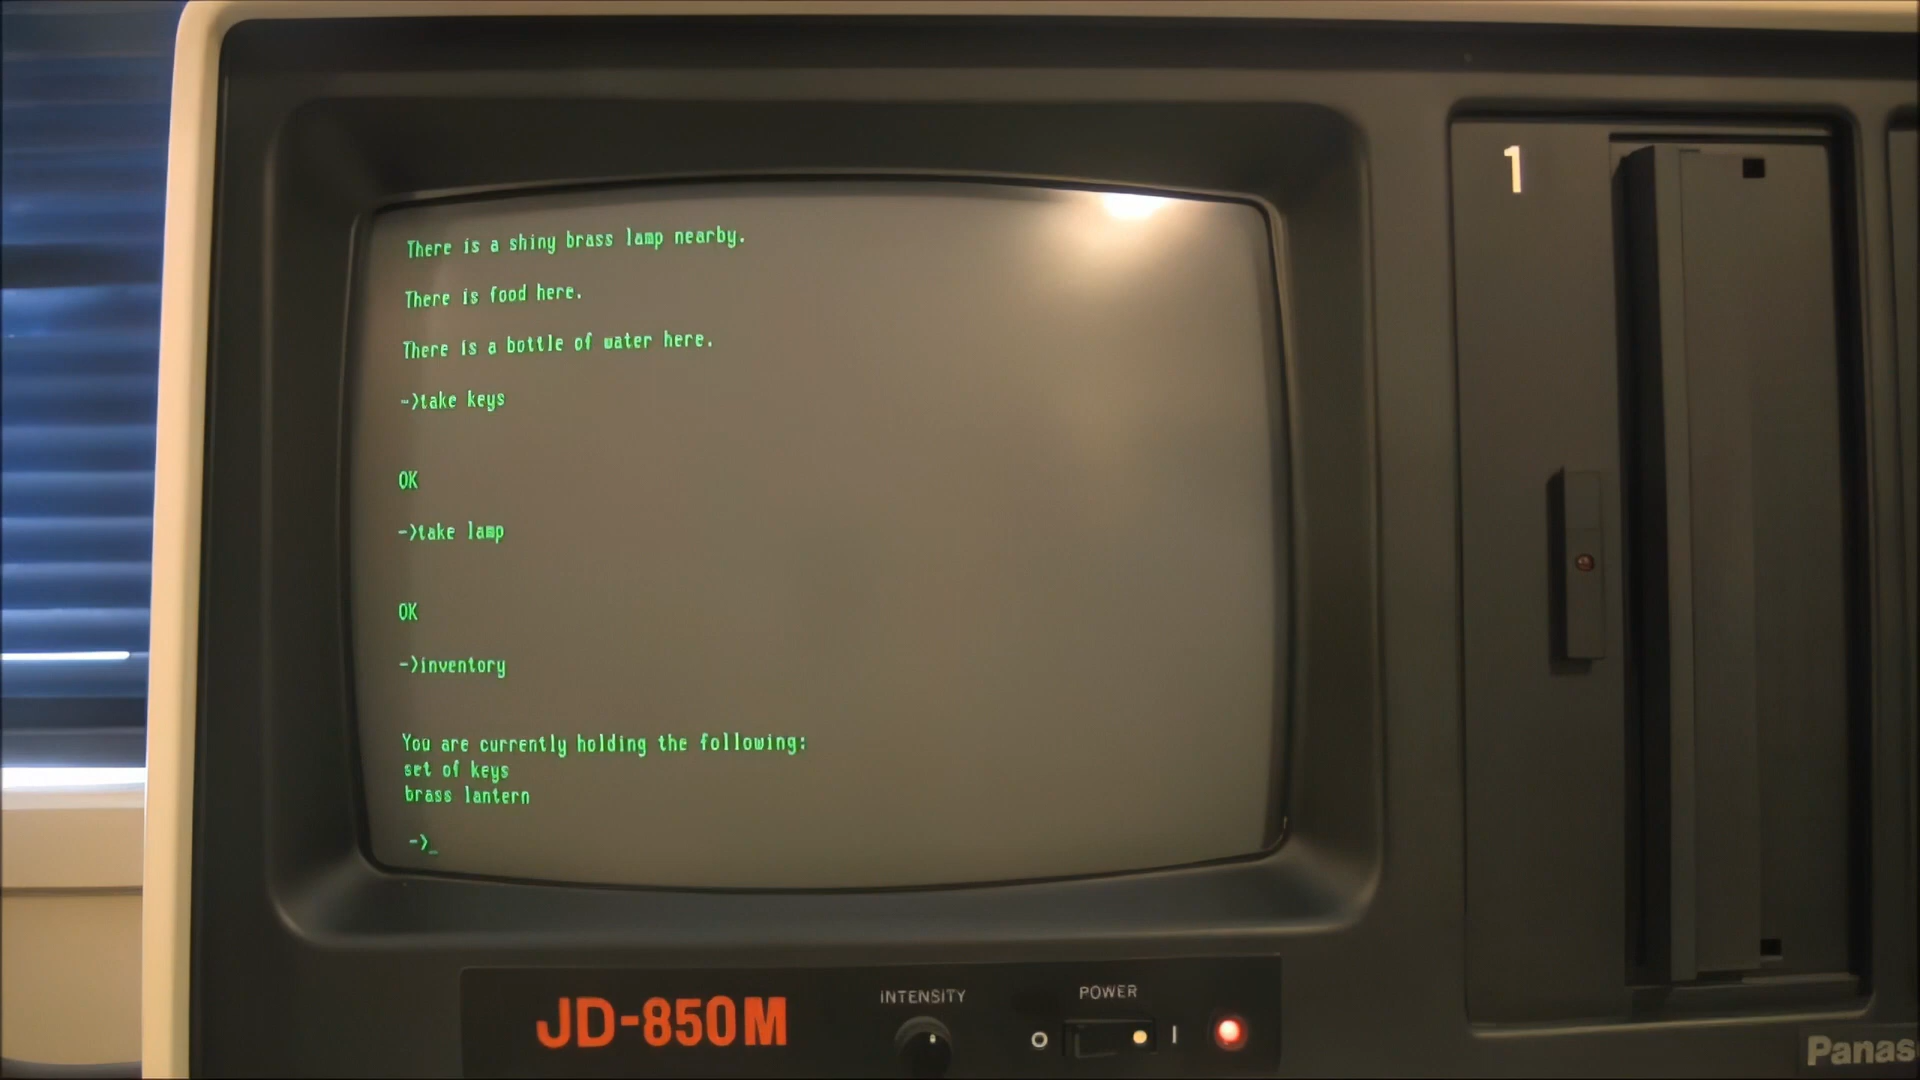 There is a shiny brass lamp nearby.
There is food here.
There is a bottle of water here.
->take keys
OK
->take lamp
OK
->inventory
You are currently holding the following:
set of keys
brass lantern
->_
1
JD-850M
INTENSITY
POWER
O
I
Panas